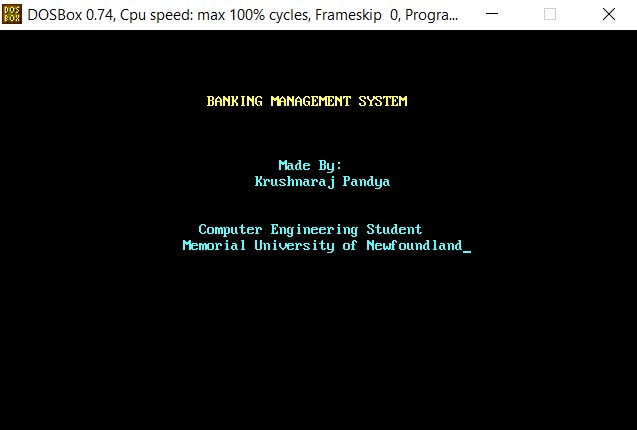 DOS
BOX
DOSBox 0.74, Cpu speed: max 100% cycles, Frameskip  0, Progra...
BANKING MANAGEMENT SYSTEM
Made By:
Krushnaraj Pandya
Computer Engineering Student
Memorial University of Newfoundland_